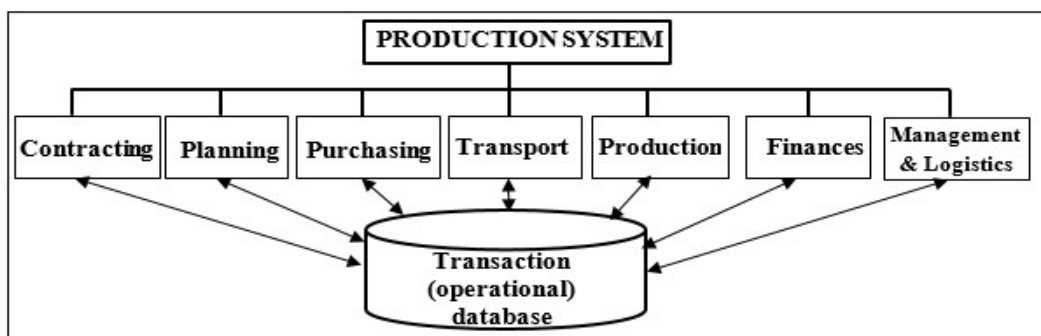 PRODUCTION SYSTEM
Contracting
Planning
Purchasing
Transport
Production
Finances
Management
& Logistics
Transaction
(operational)
database